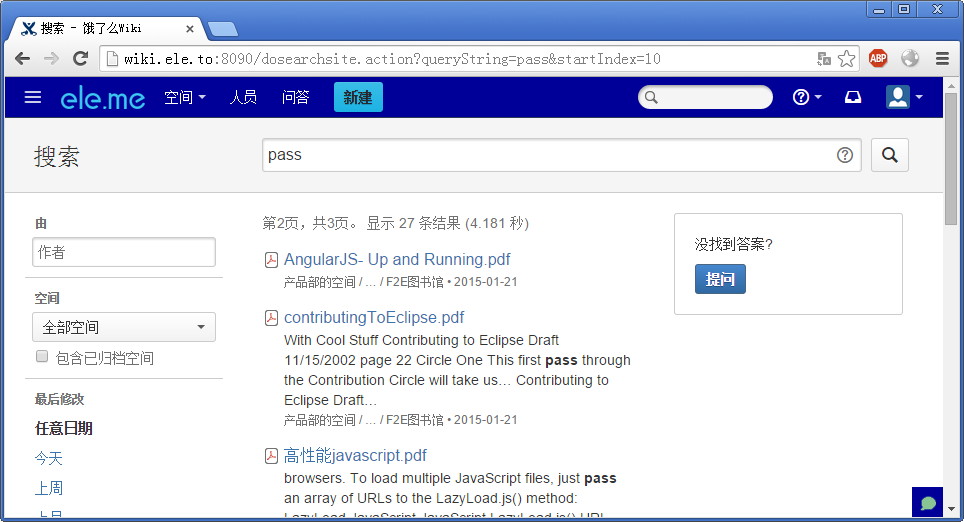 搜索 - 饿了么Wiki
wiki.ele.to:8090/dosearchsite.action?queryString=pass&startIndex=10
ABP
ele.me 空间 人员 问答 新建
搜索 pass
由
作者
空间
全部空间
包含已归档空间
最后修改
任意日期
今天
上周
第2页，共3页。 显示 27 条结果 (4.181 秒)
AngularJS- Up and Running.pdf
产品部的空间 / … / F2E图书馆 • 2015-01-21
contributingToEclipse.pdf
With Cool Stuff Contributing to Eclipse Draft
11/15/2002 page 22 Circle One This first pass through
the Contribution Circle will take us… Contributing to
Eclipse Draft…
产品部的空间 / … / F2E图书馆 • 2015-01-21
高性能javascript.pdf
browsers. To load multiple JavaScript files, just pass
an array of URLs to the LazyLoad.js() method:
LazyLoad JavaScript JavaScript LazyLoad.js() URL
没找到答案?
提问